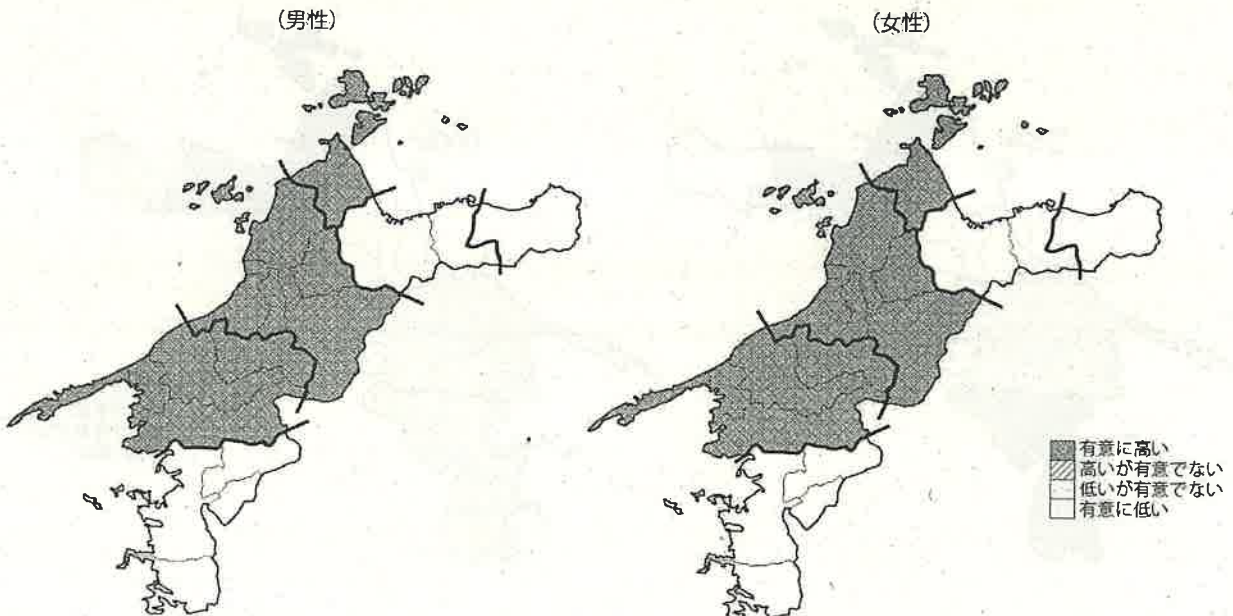 (男性)
(女性)
有意に高い
高いが有意でない
低いが有意でない
有意に低い